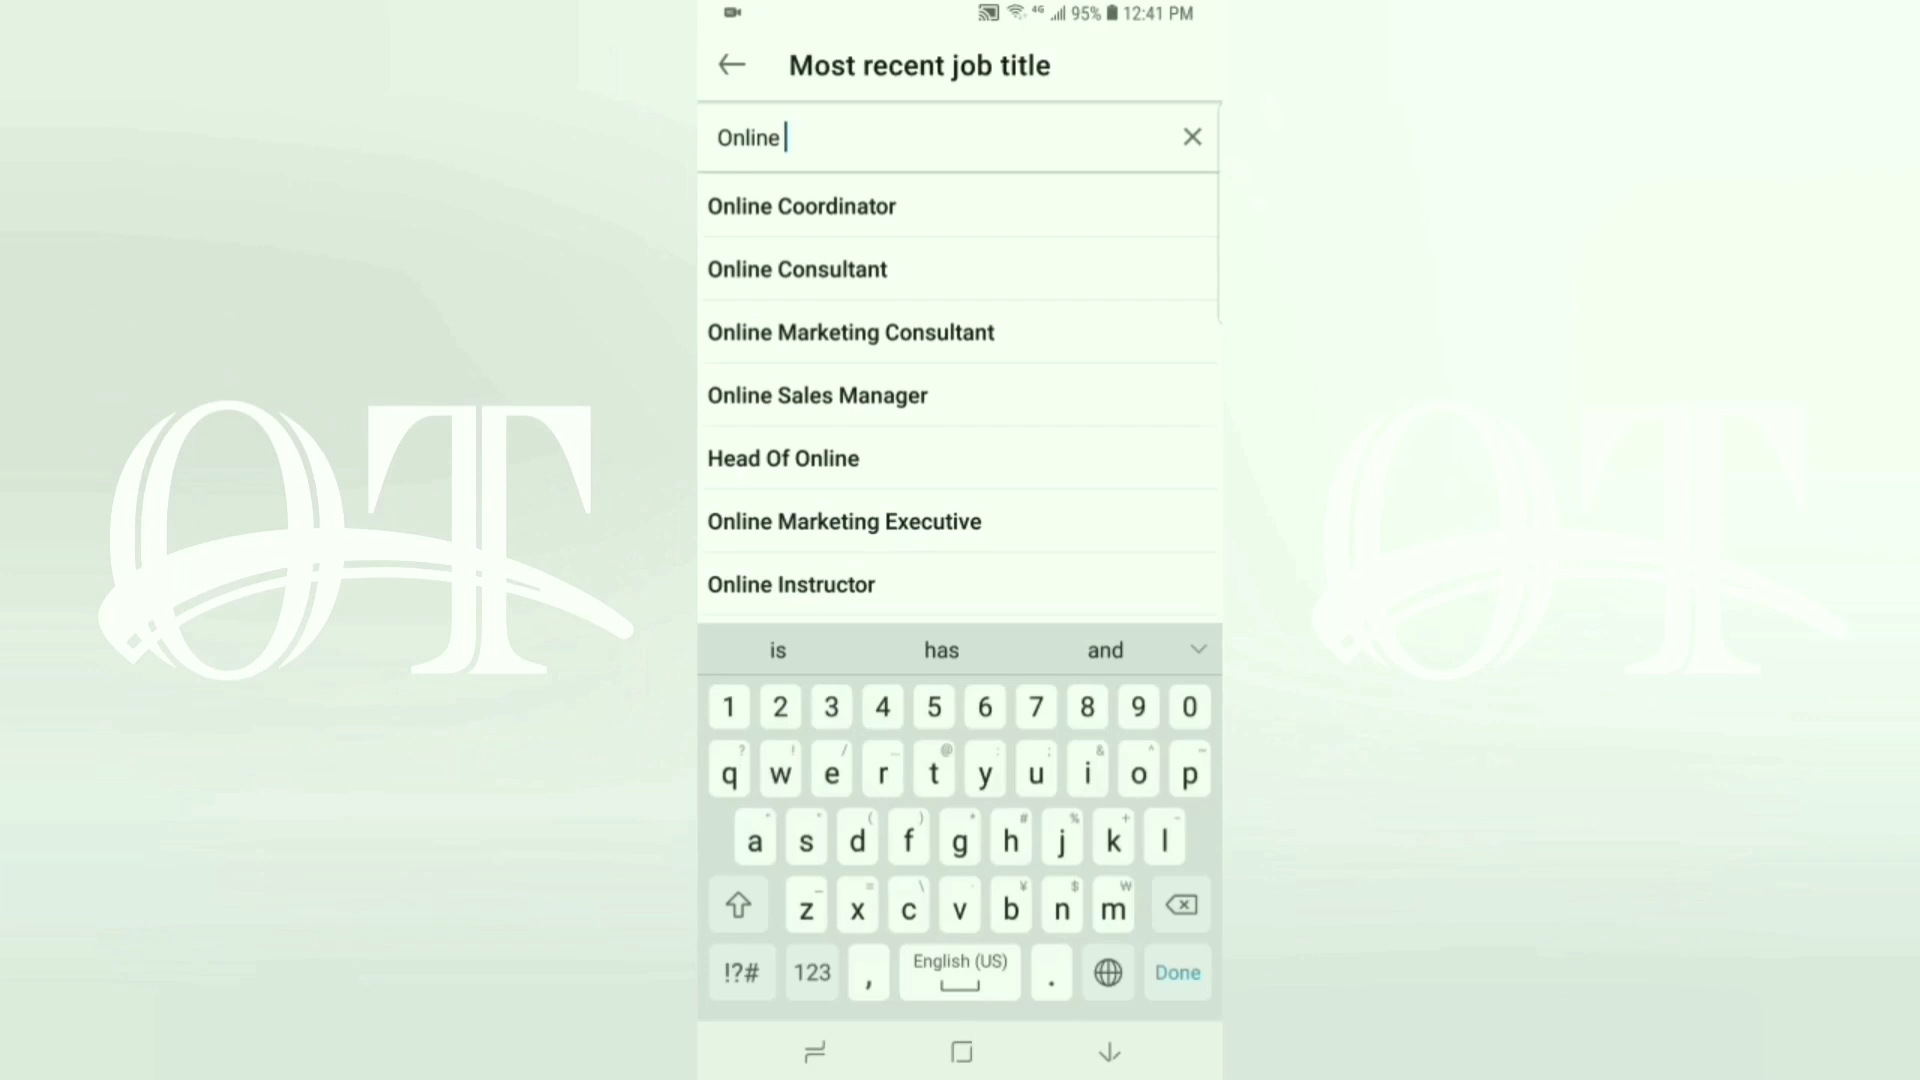 4G 95% 12:41 PM
Most recent job title
Online
Online Coordinator
Online Consultant
Online Marketing Consultant
Online Sales Manager
Head Of Online
Online Marketing Executive
Online Instructor
is has and
1 2 3 4 5 6 7 8 9 0
q w e r t y u i o p
a s d f g h j k l
z x c v b n m
!?# 123 , English (US) . Done
OT
OT